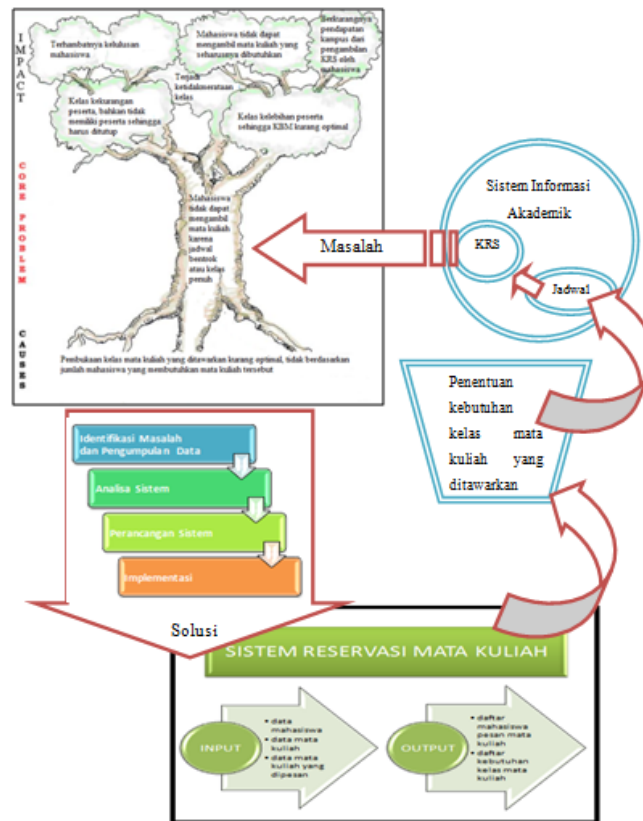 IMPACT
CORE PROBLEM
CAUSES
Terhambatnya kelulusan
mahasiswa
Mahasiswa tidak dapat
mengambil mata kuliah yang
seharusnya dibutuhkan
Berkurangnya
pendapatan
kampus dari
pengambilan
KRS oleh
mahasiswa
Kelas kekurangan
peserta, bahkan tidak
memiliki peserta sehingga
harus ditutup
Terjadi
ketidakmerataan
kelas
Kelas kelebihan peserta
sehingga KBM kurang optimal
Mahasiswa
tidak dapat
mengambil
mata kuliah
karena
jadwal
bentrok
atau kelas
penuh
Pembukaan kelas mata kuliah yang ditawarkan kurang optimal, tidak berdasarkan
jumlah mahasiswa yang membutuhkan mata kuliah tersebut
Masalah
Sistem Informasi
Akademik
KRS
Jadwal
Penentuan
kebutuhan
kelas mata
kuliah yang
ditawarkan
Identifikasi Masalah
dan Pengumpulan Data
Analisa Sistem
Perancangan Sistem
Implementasi
Solusi
SISTEM RESERVASI MATA KULIAH
INPUT
• data
mahasiswa
• data mata
kuliah
• data mata
kuliah yang
dipesan
OUTPUT
• daftar
mahasiswa
pesan mata
kuliah
• daftar
kebutuhan
kelas mata
kuliah